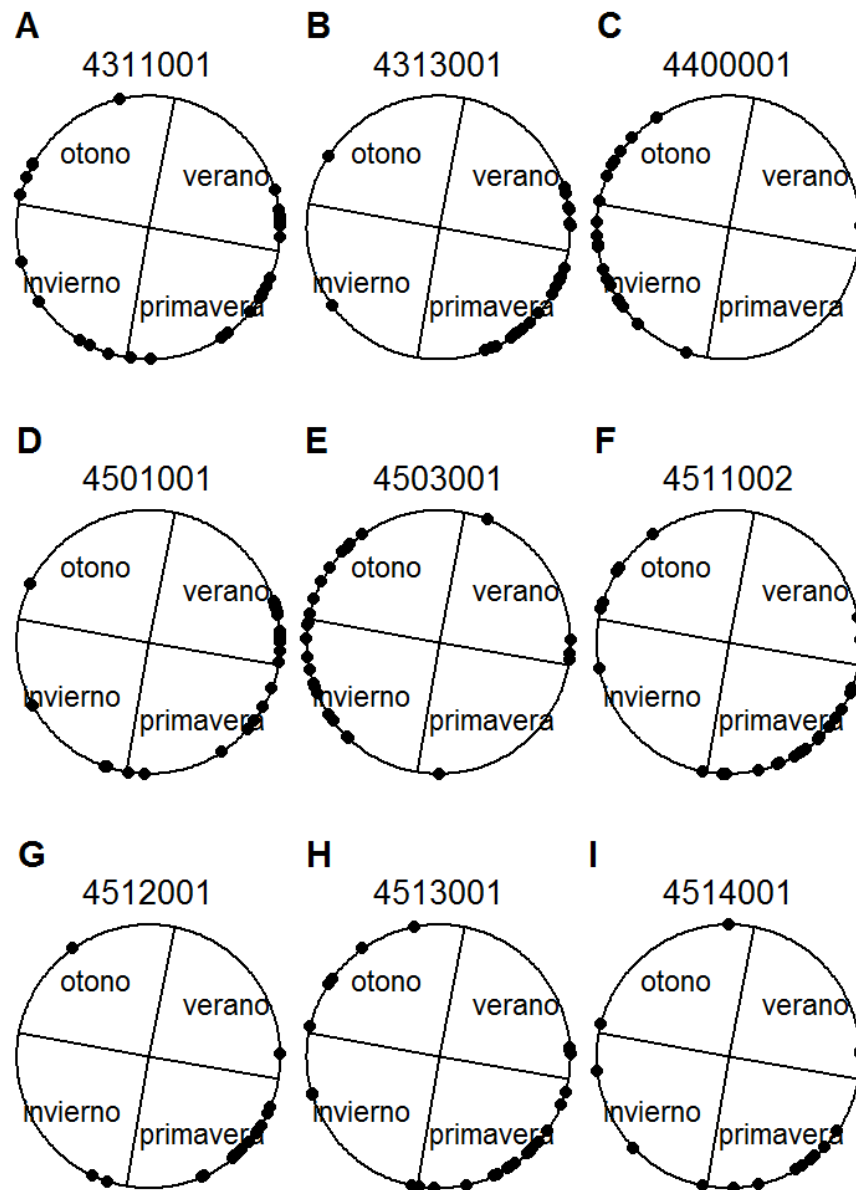 A B C
4311001 4313001 4400001
otono verano otono verano otono verano
invierno primavera invierno primavera invierno primavera
D E F
4501001 4503001 4511002
otono verano otono verano otono verano
invierno primavera invierno primavera invierno primavera
G H I
4512001 4513001 4514001
otono verano otono verano otono verano
invierno primavera invierno primavera invierno primavera